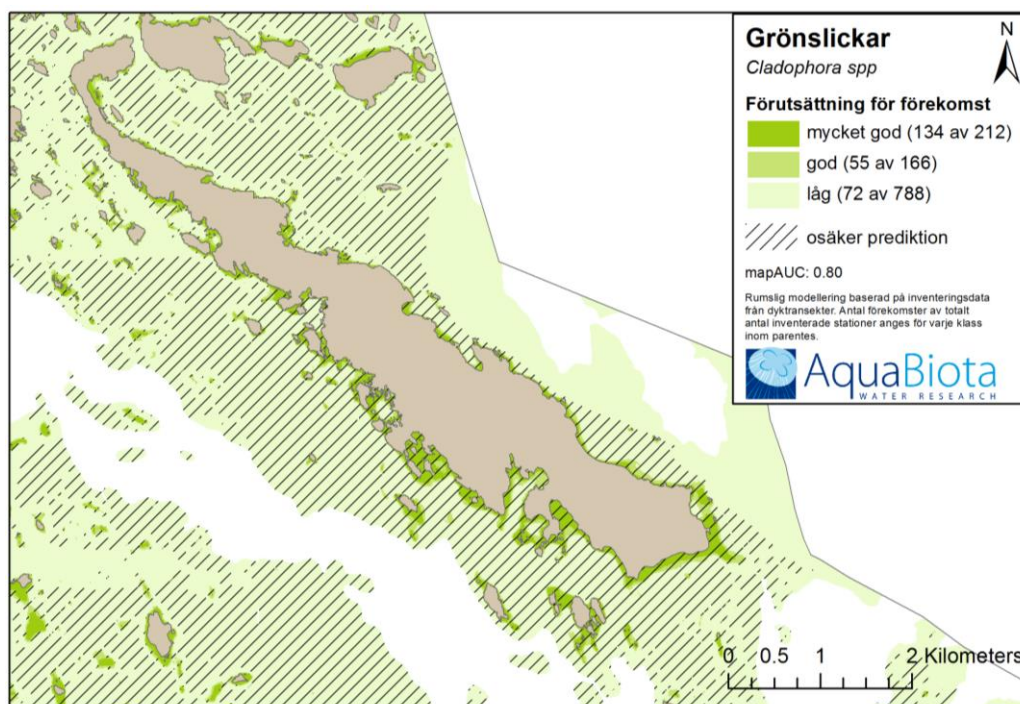 Grönslickar
N
Cladophora spp
Förutsättning för förekomst
mycket god (134 av 212)
god (55 av 166)
låg (72 av 788)
osäker prediktion
mapAUC: 0.80
Rumslig modellering baserad på inventeringsdata
från dyktransekter. Antal förekomster av totalt
antal inventerade stationer anges för varje klass
inom parentes.
AquaBiota
WATER RESEARCH
0 0.5 1 2 Kilometers